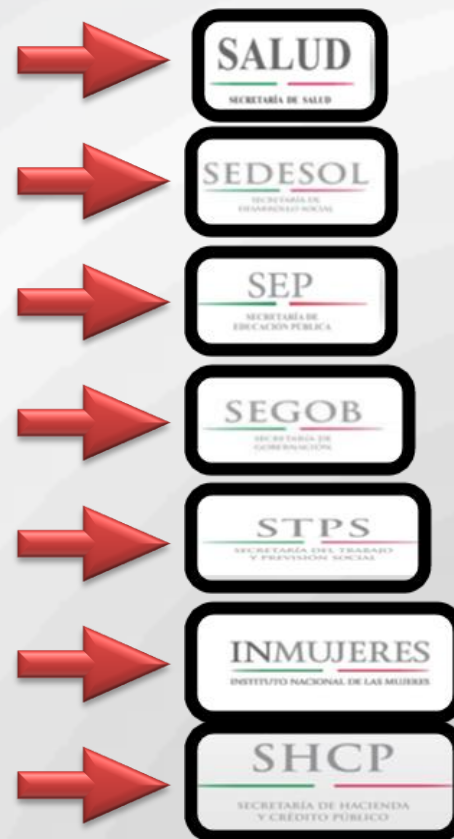 SALUD
SECRETARÍA DE SALUD
SEDESOL
SECRETARÍA DE
DESARROLLO SOCIAL
SEP
SECRETARÍA DE
EDUCACIÓN PÚBLICA
SEGOB
SECRETARÍA DE
GOBERNACIÓN
STPS
SECRETARÍA DEL TRABAJO
Y PREVISIÓN SOCIAL
INMUJERES
INSTITUTO NACIONAL DE LAS MUJERES
SHCP
SECRETARÍA DE HACIENDA
Y CRÉDITO PÚBLICO